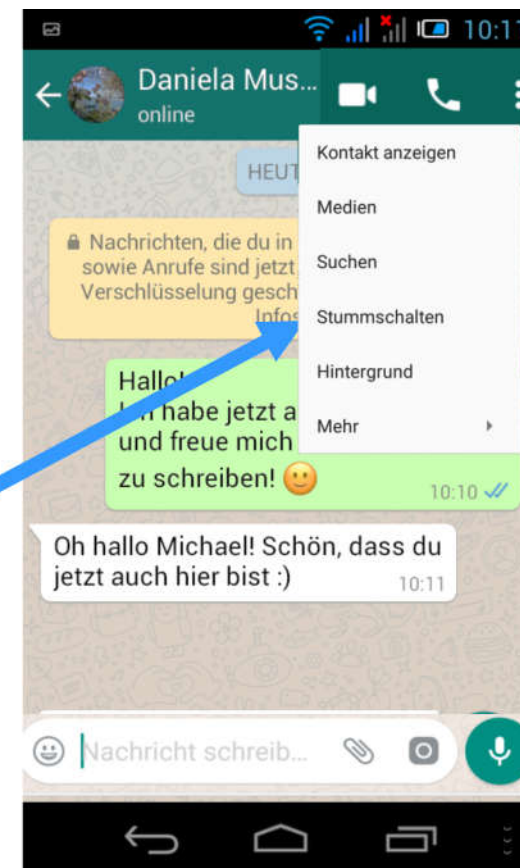 10:11
Daniela Mus...
online
Kontakt anzeigen
HEUT
Medien
Nachrichten, die du in
sowie Anrufe sind jetzt
Verschlüsselung gesch
Infos
Suchen
Stummschalten
Hintergrund
Mehr
Hallo!
habe jetzt a
und freue mich
zu schreiben! 🙂
10:10
Oh hallo Michael! Schön, dass du
jetzt auch hier bist :)
10:11
Nachricht schreib...